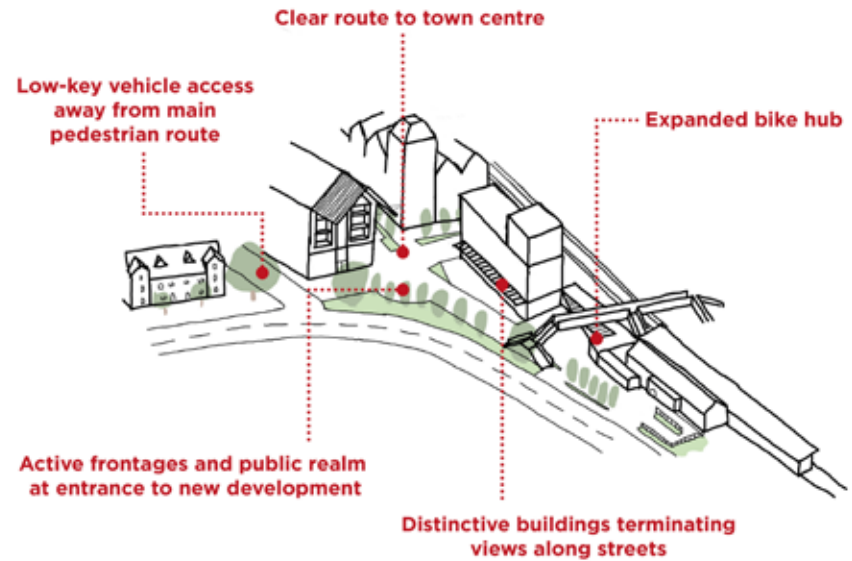 Clear route to town centre
Low-key vehicle access
away from main
pedestrian route
Expanded bike hub
Active frontages and public realm
at entrance to new development
Distinctive buildings terminating
views along streets